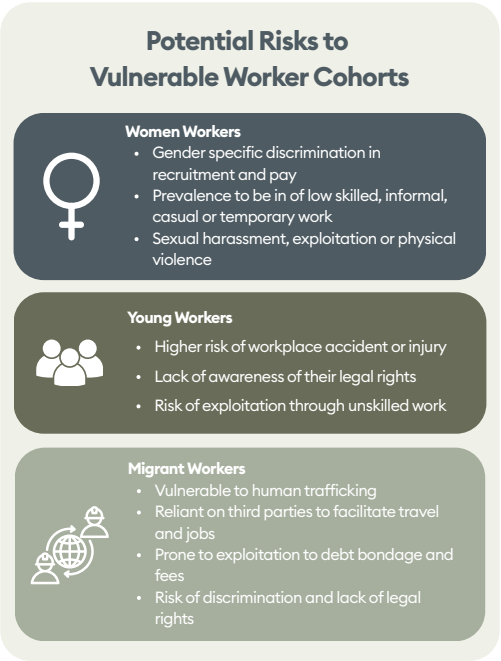 Potential Risks to
Vulnerable Worker Cohorts
Women Workers
• Gender specific discrimination in
recruitment and pay
• Prevalence to be in of low skilled, informal,
casual or temporary work
• Sexual harassment, exploitation or physical
violence
Young Workers
• Higher risk of workplace accident or injury
• Lack of awareness of their legal rights
• Risk of exploitation through unskilled work
Migrant Workers
• Vulnerable to human trafficking
• Reliant on third parties to facilitate travel
and jobs
• Prone to exploitation to debt bondage and
fees
• Risk of discrimination and lack of legal
rights